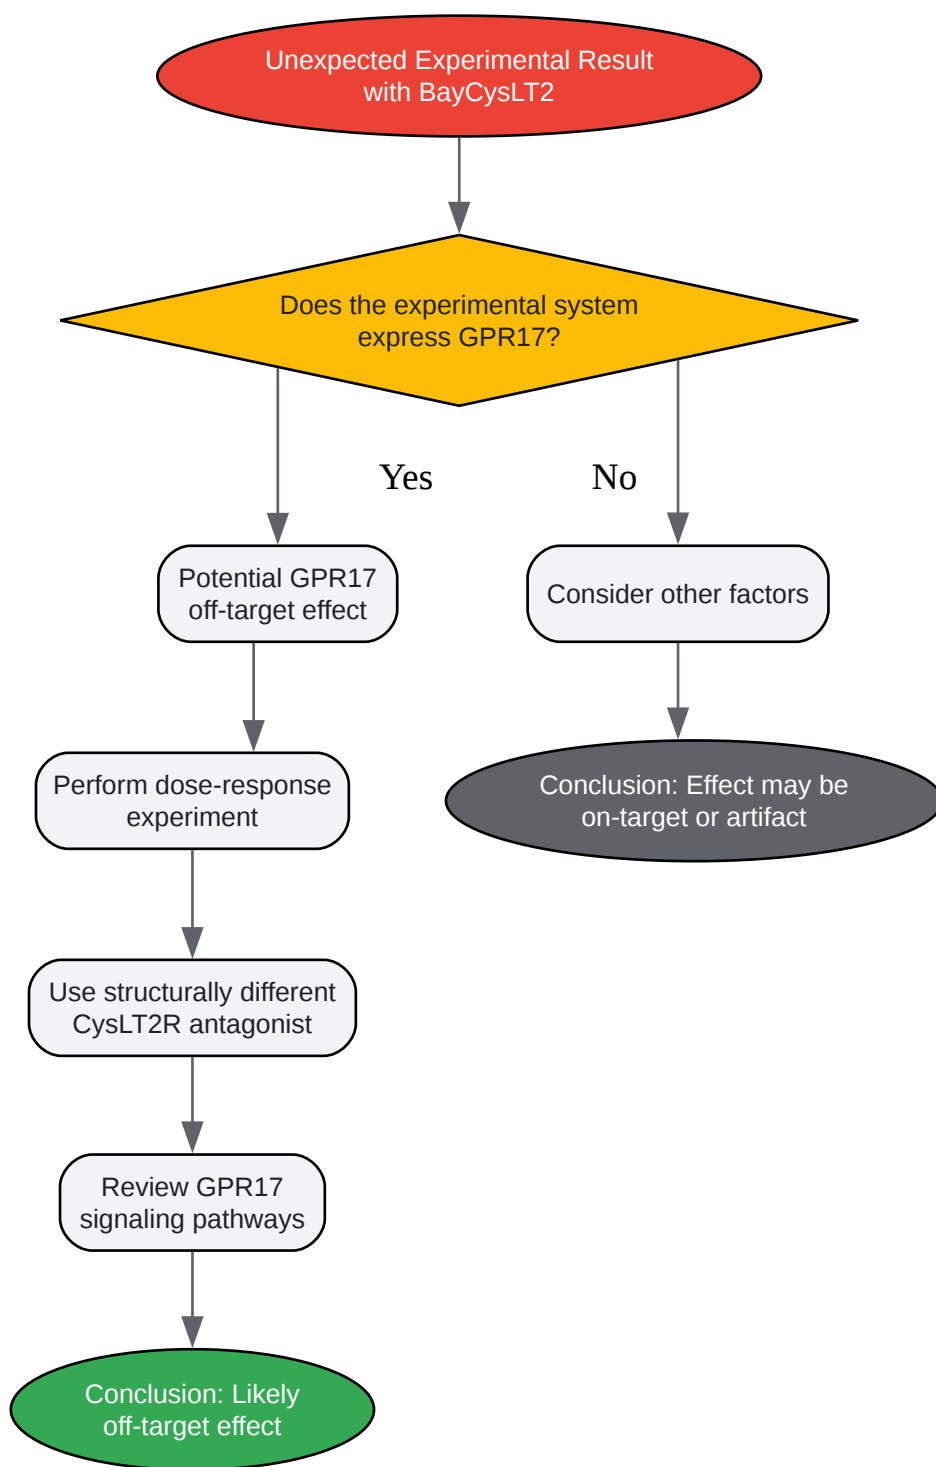 Unexpected Experimental Result
with BayCysLT2
Does the experimental system
express GPR17?
Yes
No
Potential GPR17
off-target effect
Consider other factors
Perform dose-response
experiment
Conclusion: Effect may be
on-target or artifact
Use structurally different
CysLT2R antagonist
Review GPR17
signaling pathways
Conclusion: Likely
off-target effect